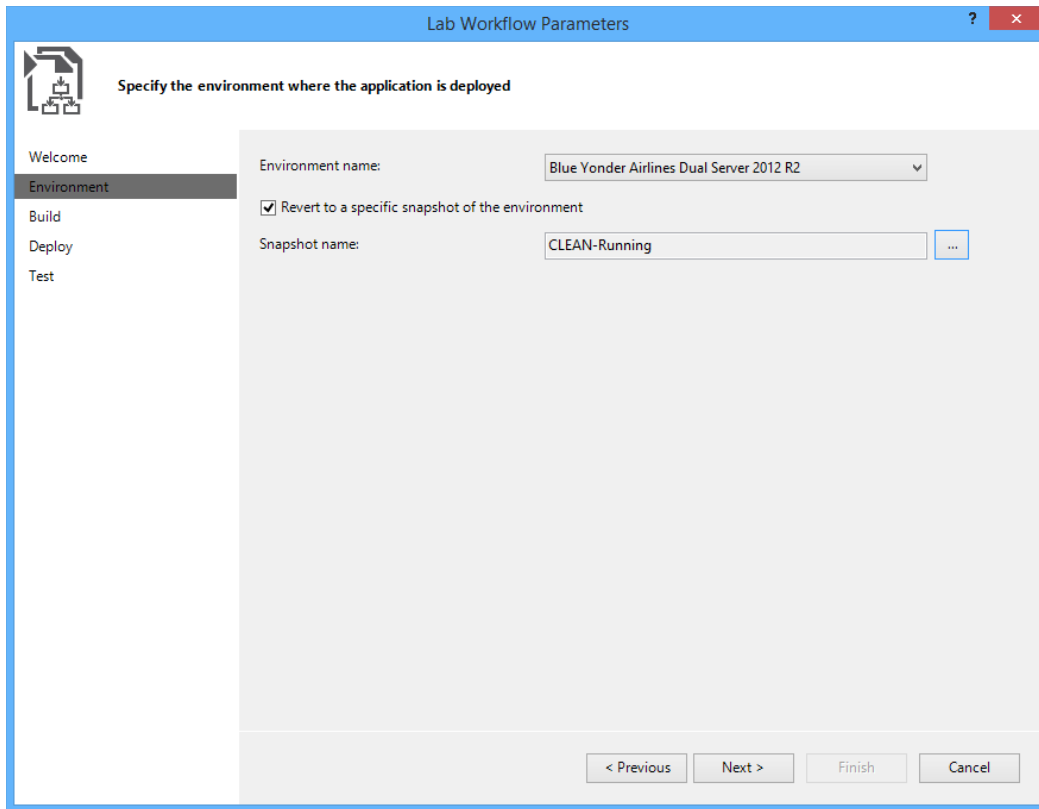 Lab Workflow Parameters
?
Specify the environment where the application is deployed
Welcome
Environment
Build
Deploy
Test
Environment name:
Blue Yonder Airlines Dual Server 2012 R2
Revert to a specific snapshot of the environment
Snapshot name:
CLEAN-Running
...
< Previous
Next >
Finish
Cancel